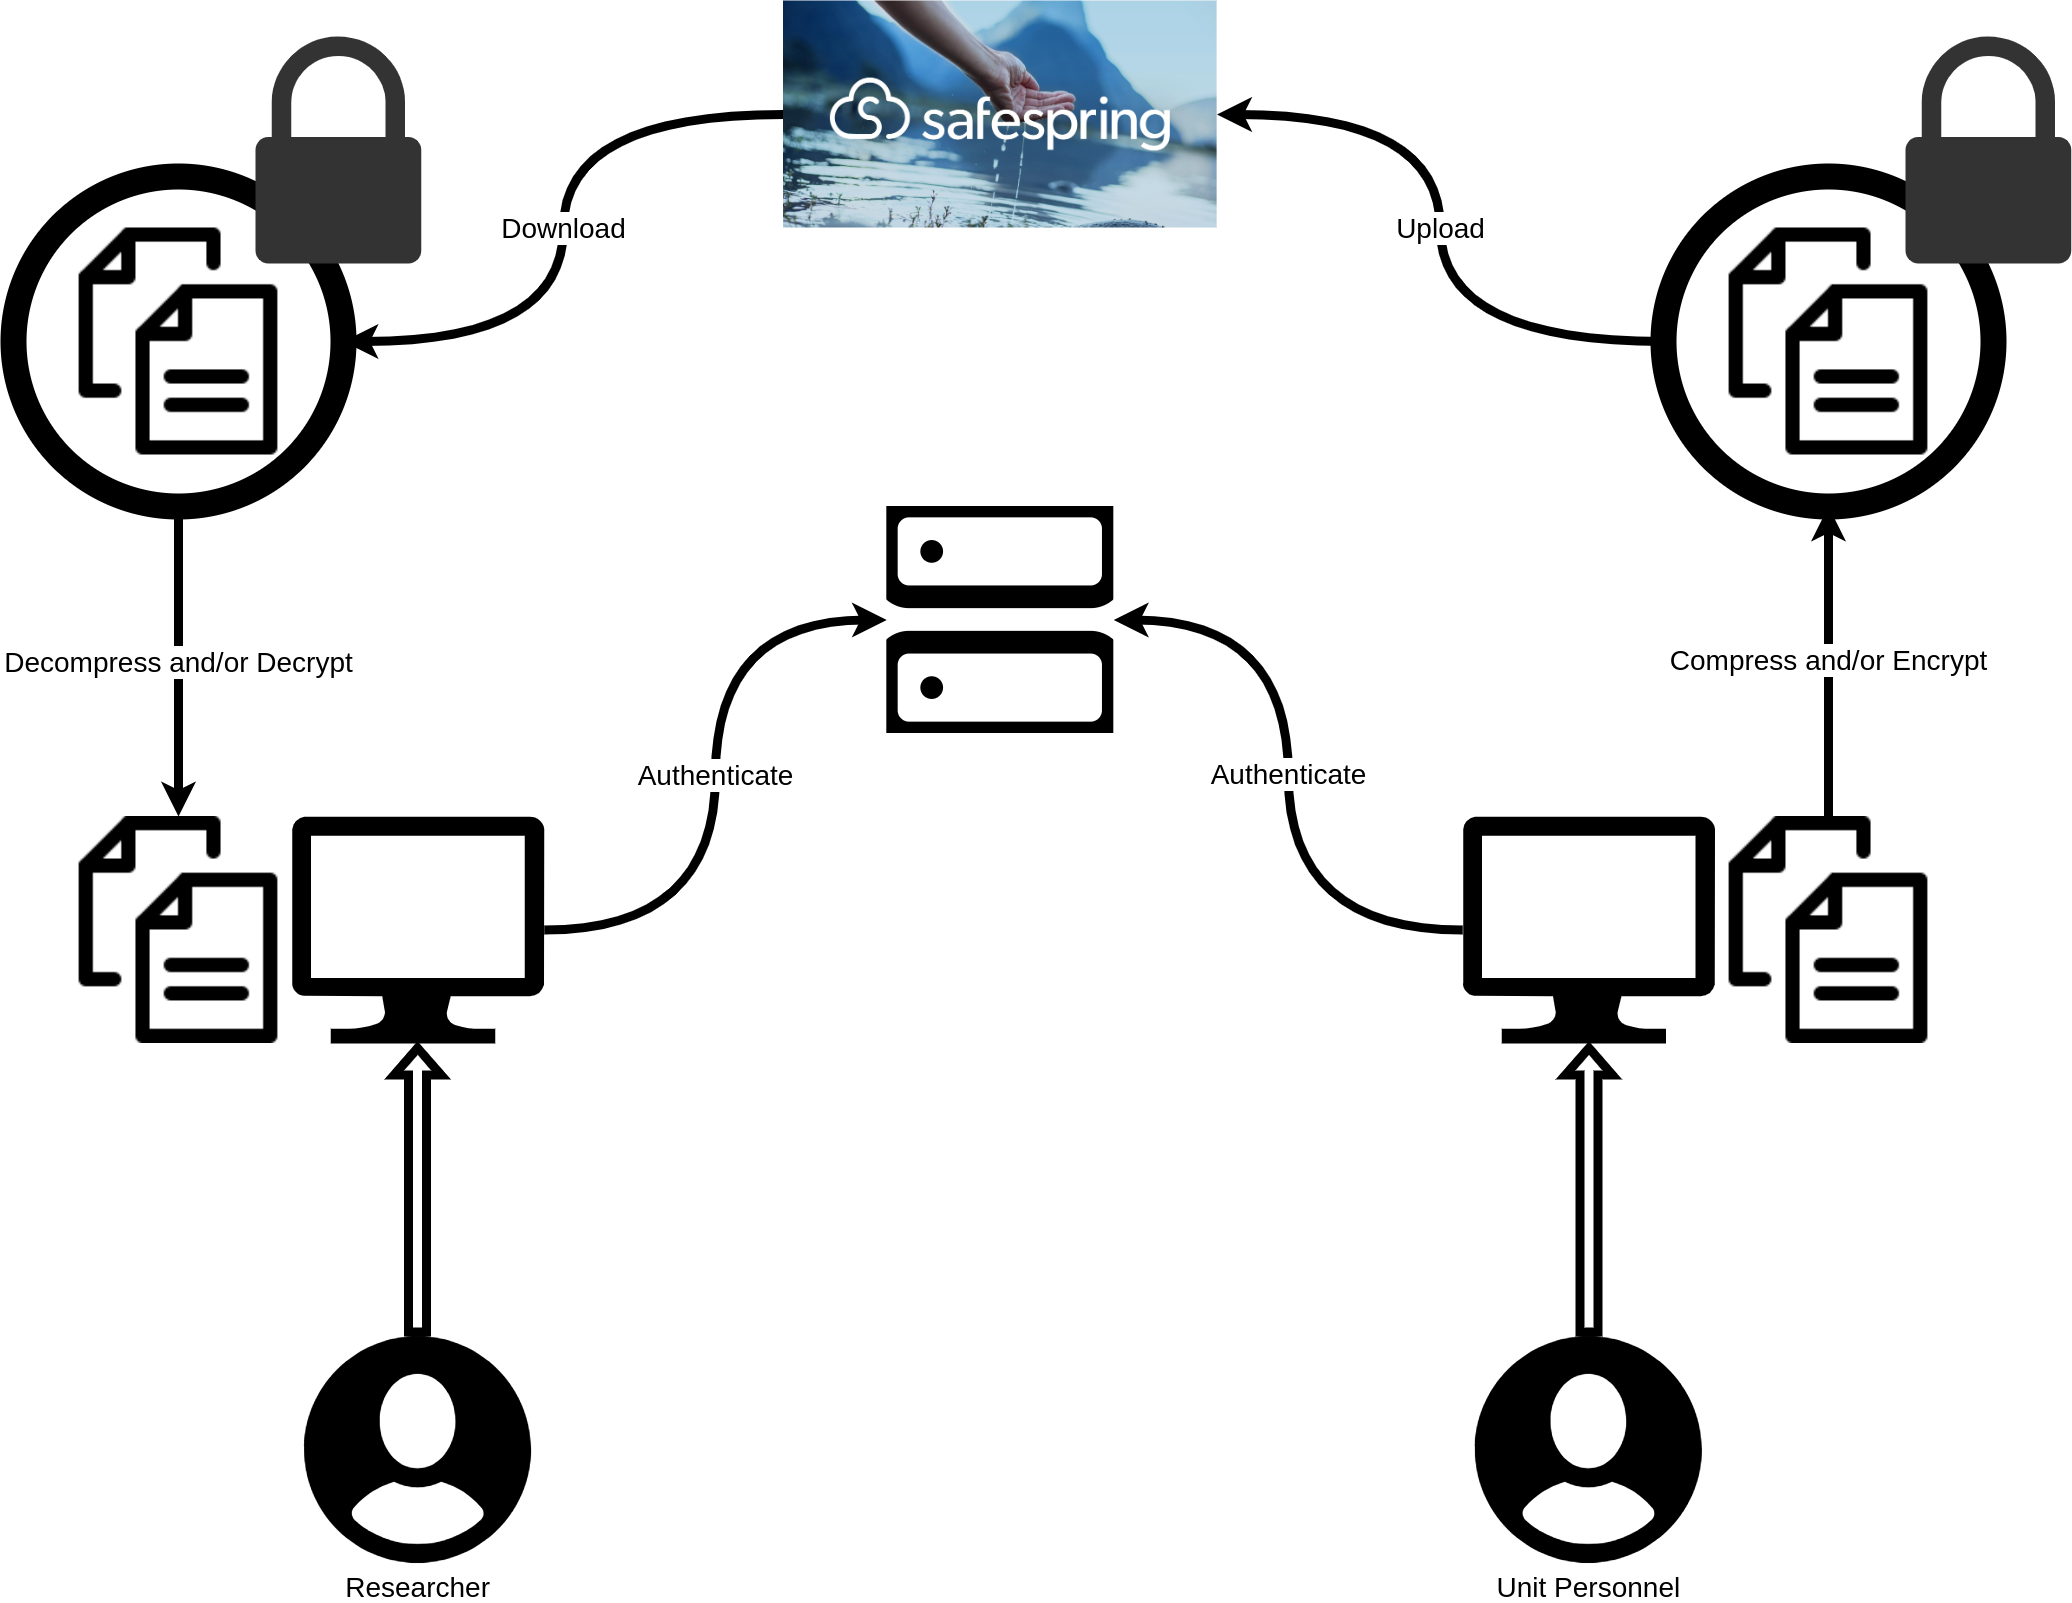 safespring
Download
Upload
Decompress and/or Decrypt
Compress and/or Encrypt
Authenticate
Authenticate
Researcher
Unit Personnel